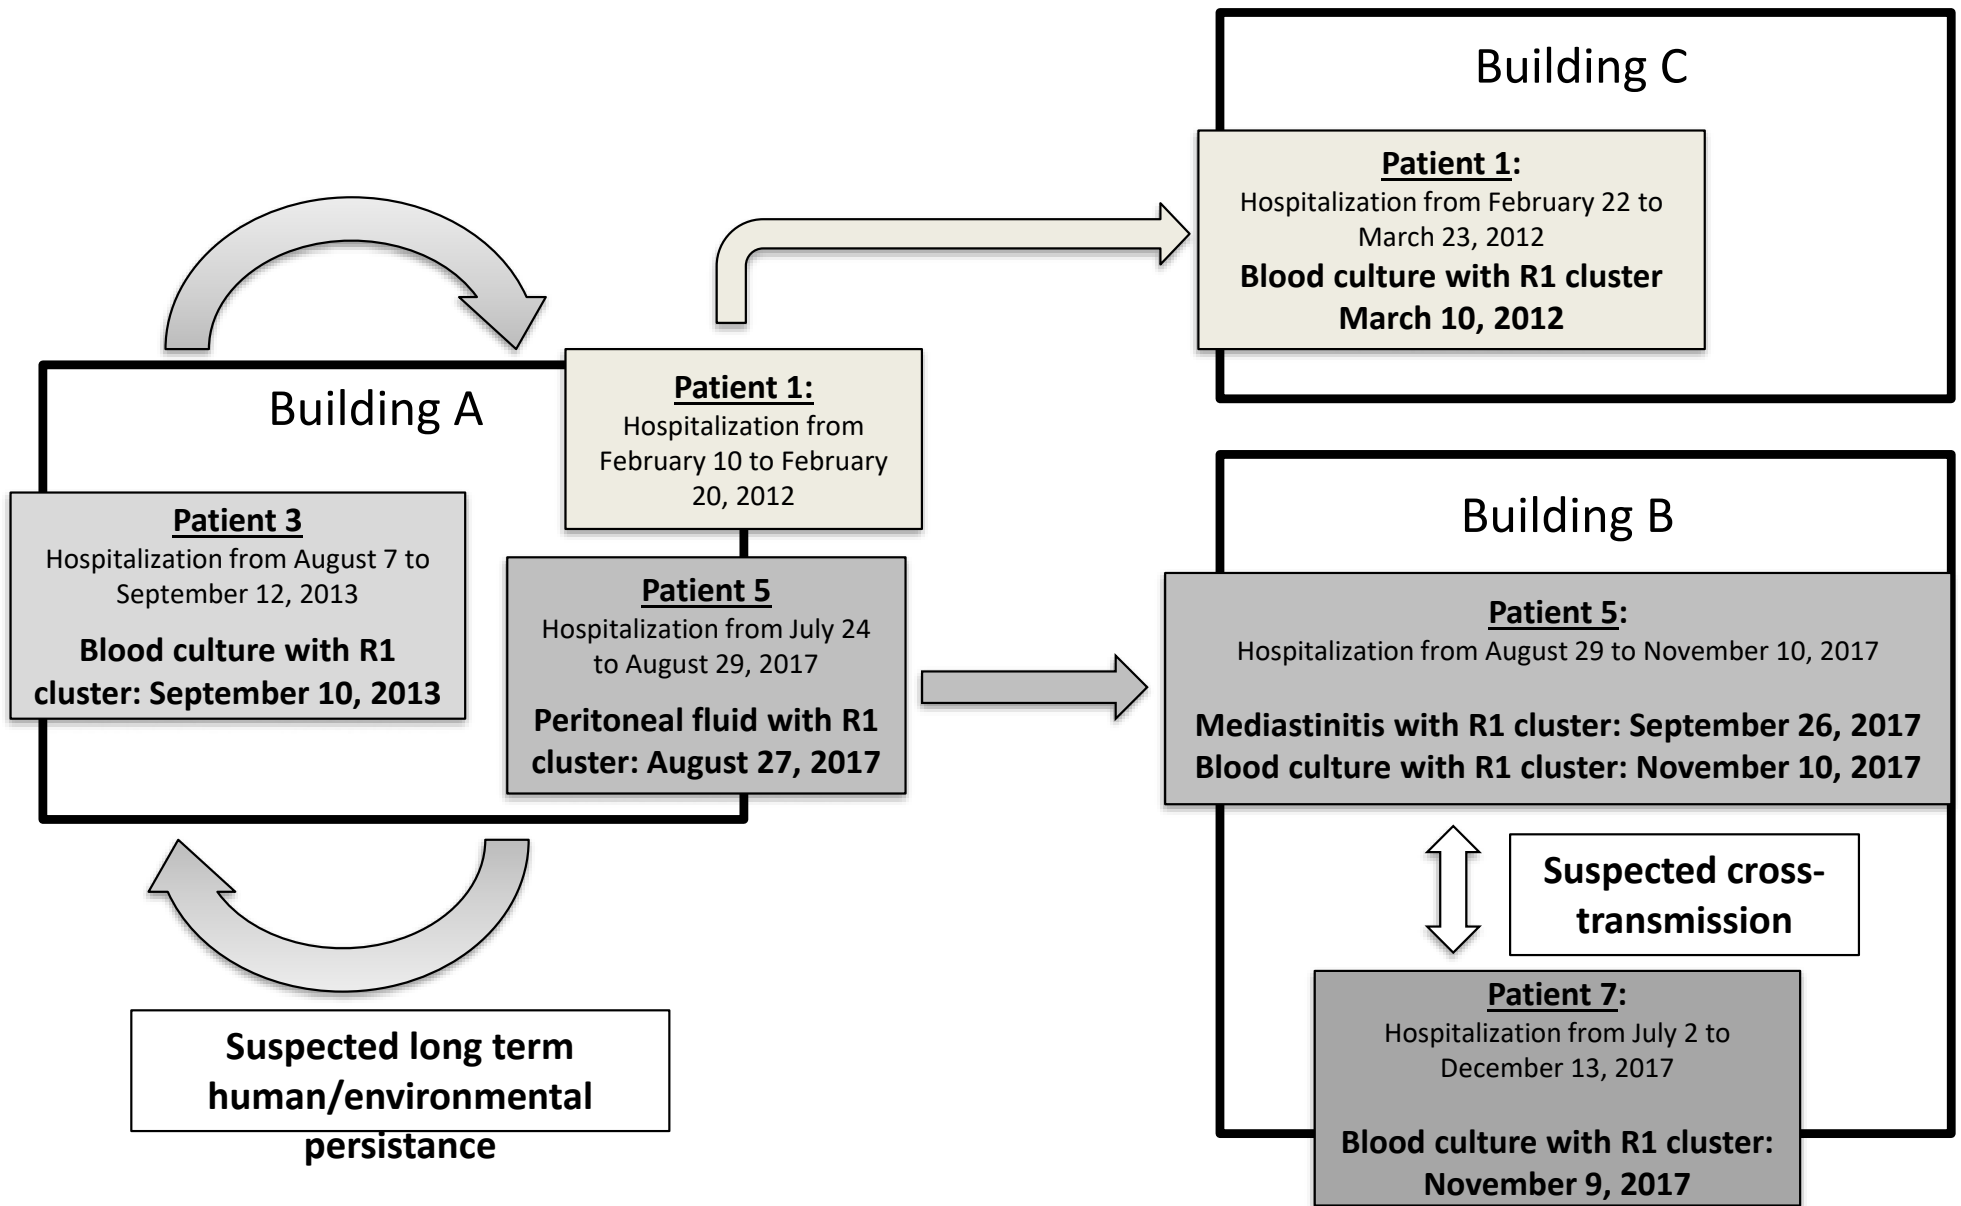 Building C
Patient 1:
Hospitalization from February 22 to
March 23, 2012
Blood culture with R1 cluster
March 10, 2012
Building A
Patient 1:
Hospitalization from
February 10 to February
20, 2012
Patient 3
Hospitalization from August 7 to
September 12, 2013
Blood culture with R1
cluster: September 10, 2013
Patient 5
Hospitalization from July 24
to August 29, 2017
Peritoneal fluid with R1
cluster: August 27, 2017
Building B
Patient 5:
Hospitalization from August 29 to November 10, 2017
Mediastinitis with R1 cluster: September 26, 2017
Blood culture with R1 cluster: November 10, 2017
Suspected cross-
transmission
Patient 7:
Hospitalization from July 2 to
December 13, 2017
Blood culture with R1 cluster:
November 9, 2017
Suspected long term
human/environmental
persistance